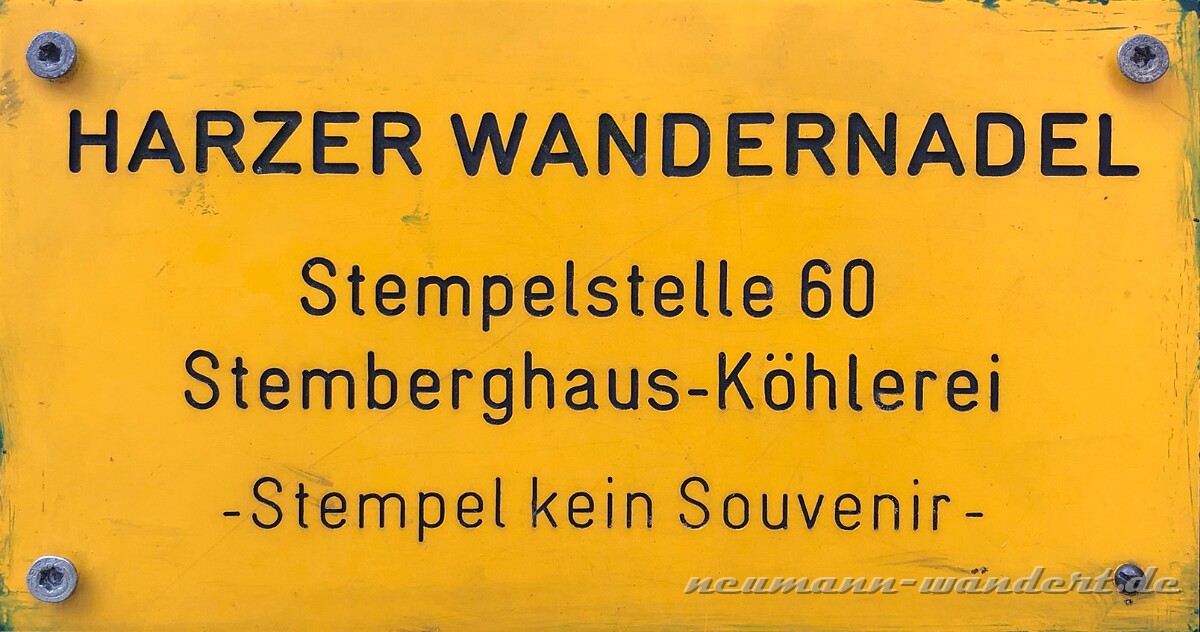 HARZER WANDERNADEL
Stempelstelle 60
Stemberghaus-Köhlerei
-Stempel kein Souvenir-
neumann-wandert.de